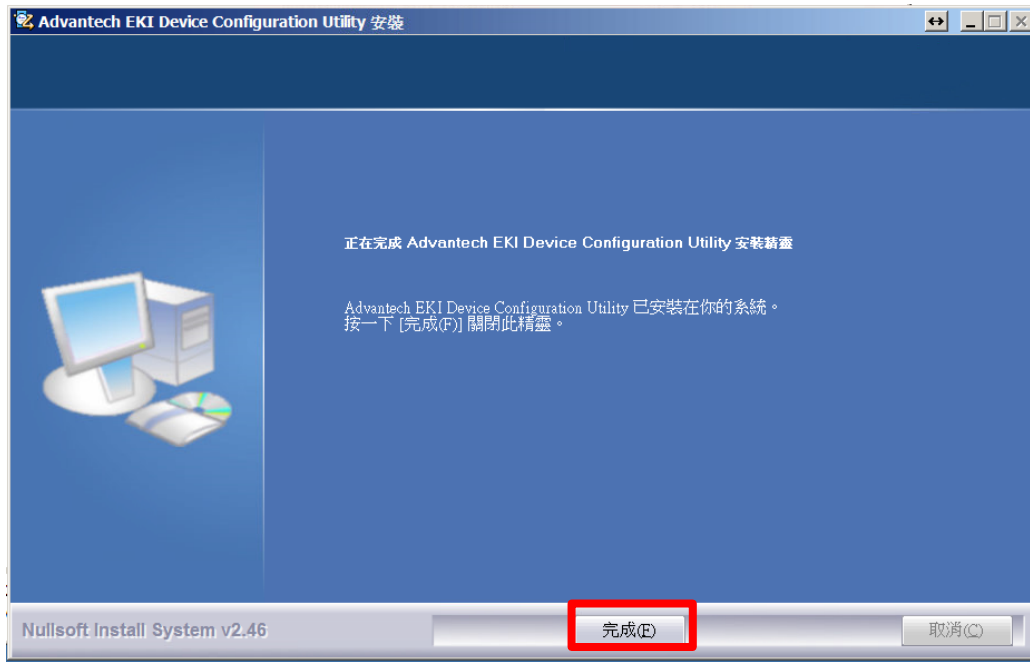 Advantech EKI Device Configuration Utility 安裝
正在完成 Advantech EKI Device Configuration Utility 安裝精靈
Advantech EKI Device Configuration Utility 已安裝在你的系統。
按一下 [完成(F)] 關閉此精靈。
Nullsoft Install System v2.46
完成(F)
取消(C)